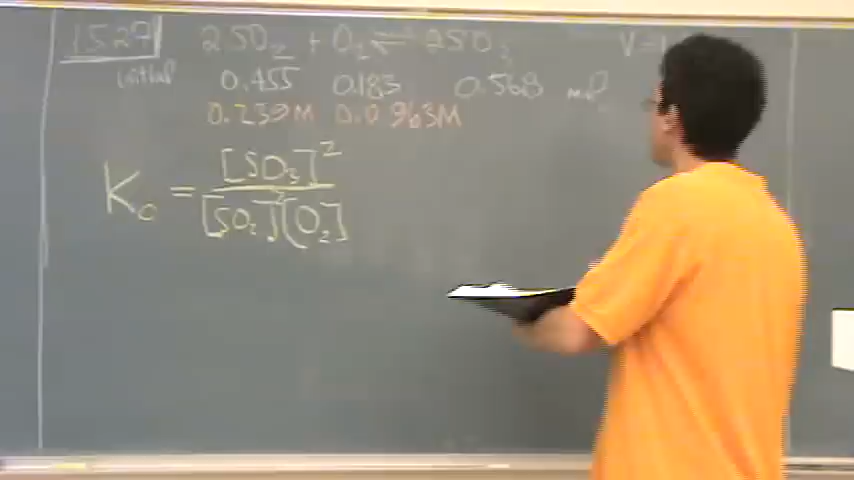 15.29 2SO₂ + O₂ ⇌ 2SO₃ V=
initial 0.455 0.183 0.568 mol
0.239M 0.0963M
Kc = [SO₃]² / [SO₂]²[O₂]